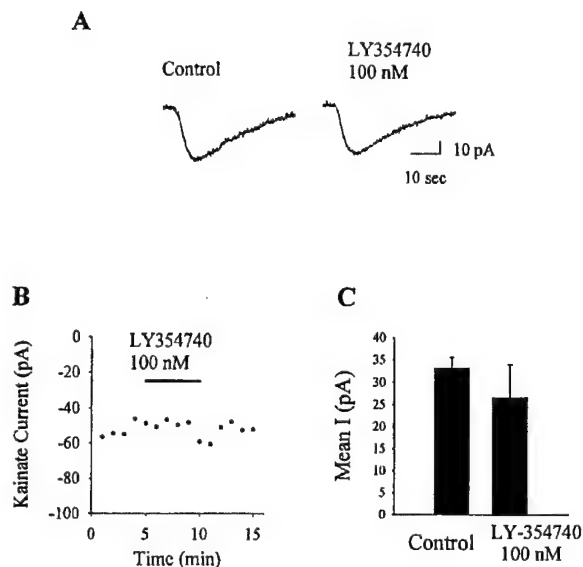 A
Control
LY354740
100 nM
10 pA
10 sec
B
LY354740
100 nM
Kainate Current (pA)
0
-20
-40
-60
-80
-100
0
5
10
15
Time (min)
C
Mean I (pA)
40
35
30
25
20
15
10
5
0
Control
LY-354740
100 nM